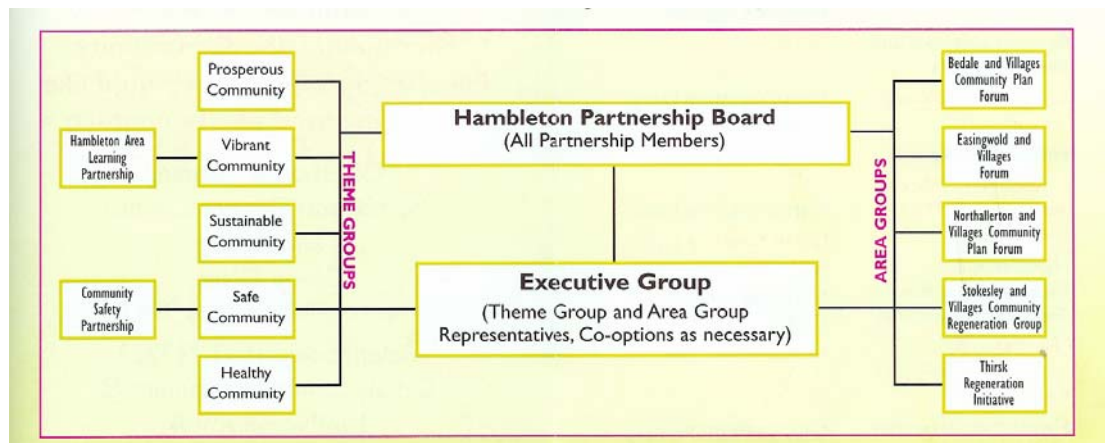 Prosperous
Community
Hambleton Area
Learning
Partnership
Vibrant
Community
Sustainable
Community
Community
Safety
Partnership
Safe
Community
Healthy
Community
THEME GROUPS
Hambleton Partnership Board
(All Partnership Members)
Executive Group
(Theme Group and Area Group
Representatives, Co-options as necessary)
AREA GROUPS
Bedale and Villages
Community Plan
Forum
Easingwold and
Villages
Forum
Northallerton and
Villages Community
Plan Forum
Stokesley and
Villages Community
Regeneration Group
Thirsk
Regeneration
Initiative